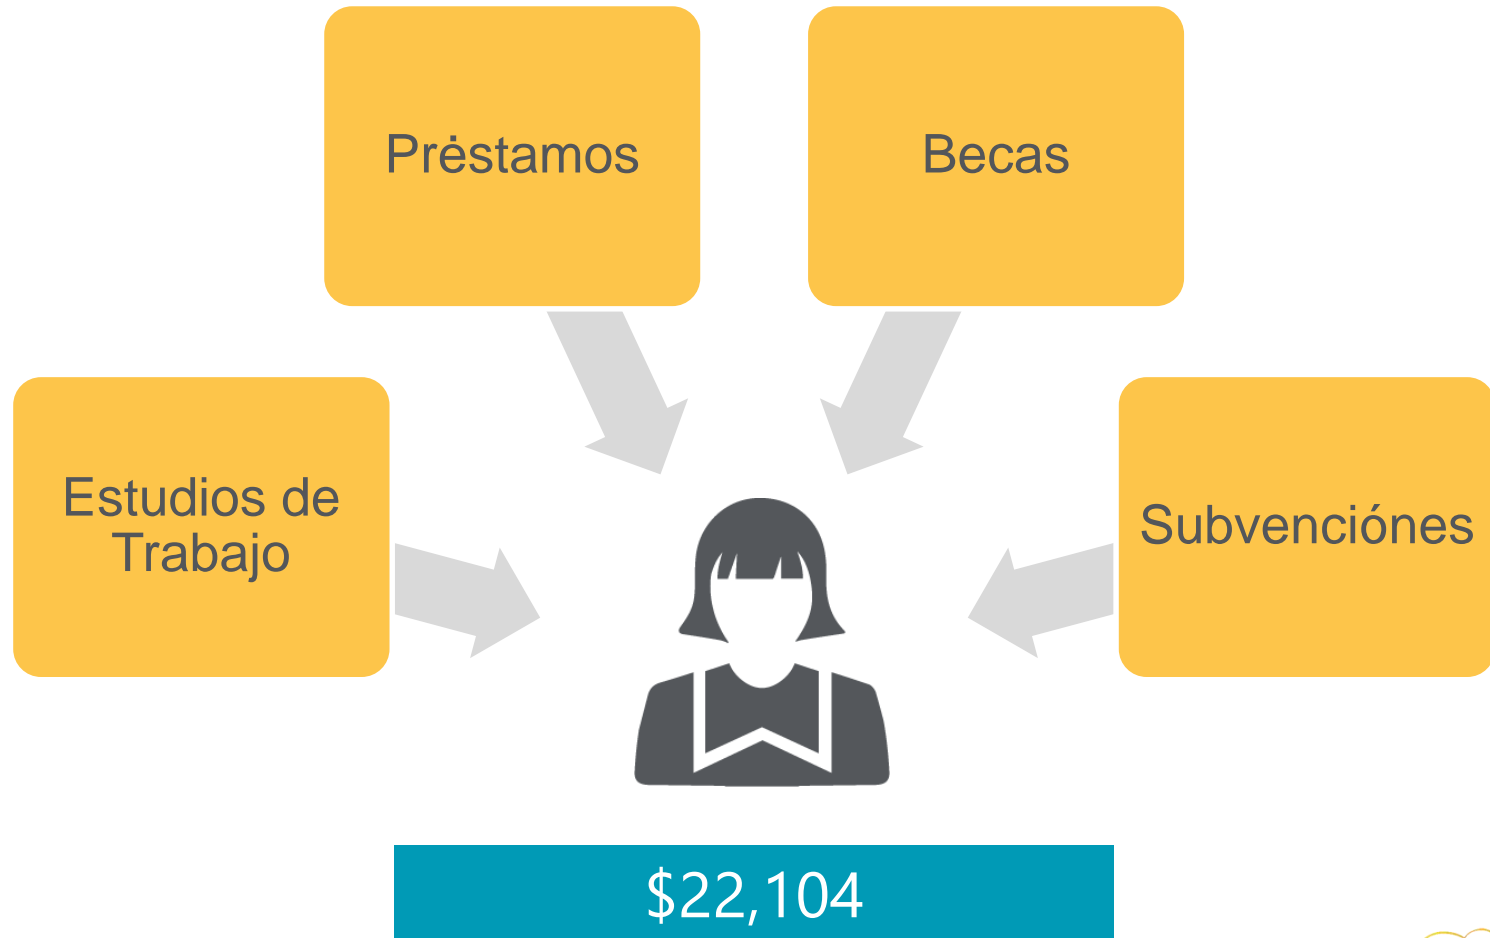 Prėstamos
Becas
Estudios de
Trabajo
Subvenciónes
$22,104